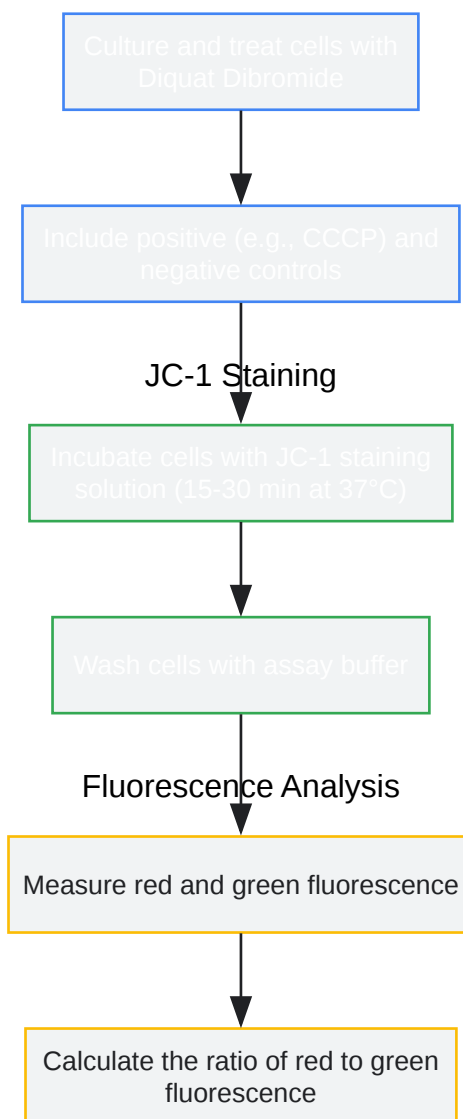 Culture and treat cells with
Diquat Dibromide
Include positive (e.g., CCCP) and
negative controls
JC-1 Staining
Incubate cells with JC-1 staining
solution (15-30 min at 37°C)
Wash cells with assay buffer
Fluorescence Analysis
Measure red and green fluorescence
Calculate the ratio of red to green
fluorescence